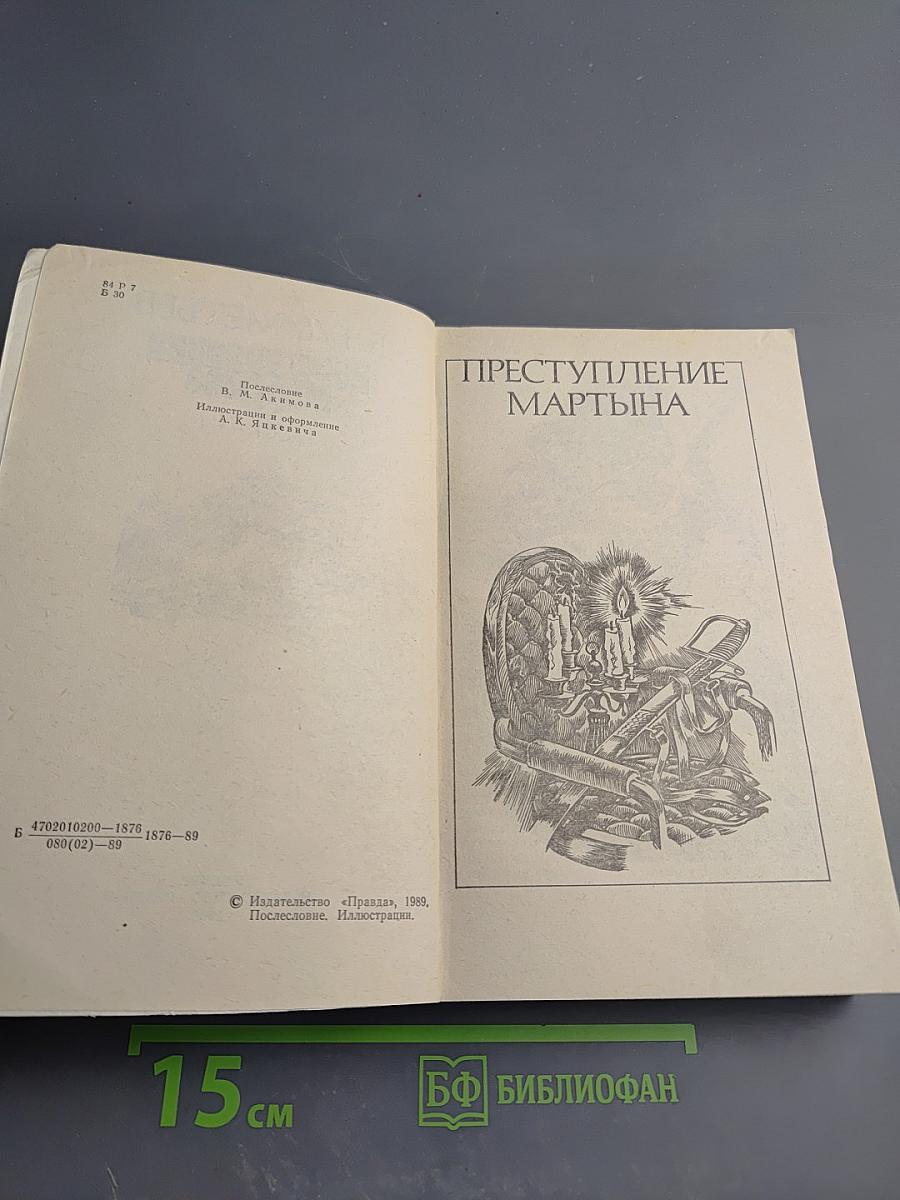 84 Р 7
Б 30
Послесловие
В. М. Акимова
Иллюстрации и оформление
А. К. Яцкевича
Б 4702010200—1876
080(02)—89
1876—89
© Издательство «Правда», 1989.
Послесловие. Иллюстрации.
ПРЕСТУПЛЕНИЕ
МАРТЫНА
15 см
БФ БИБЛИОФАН